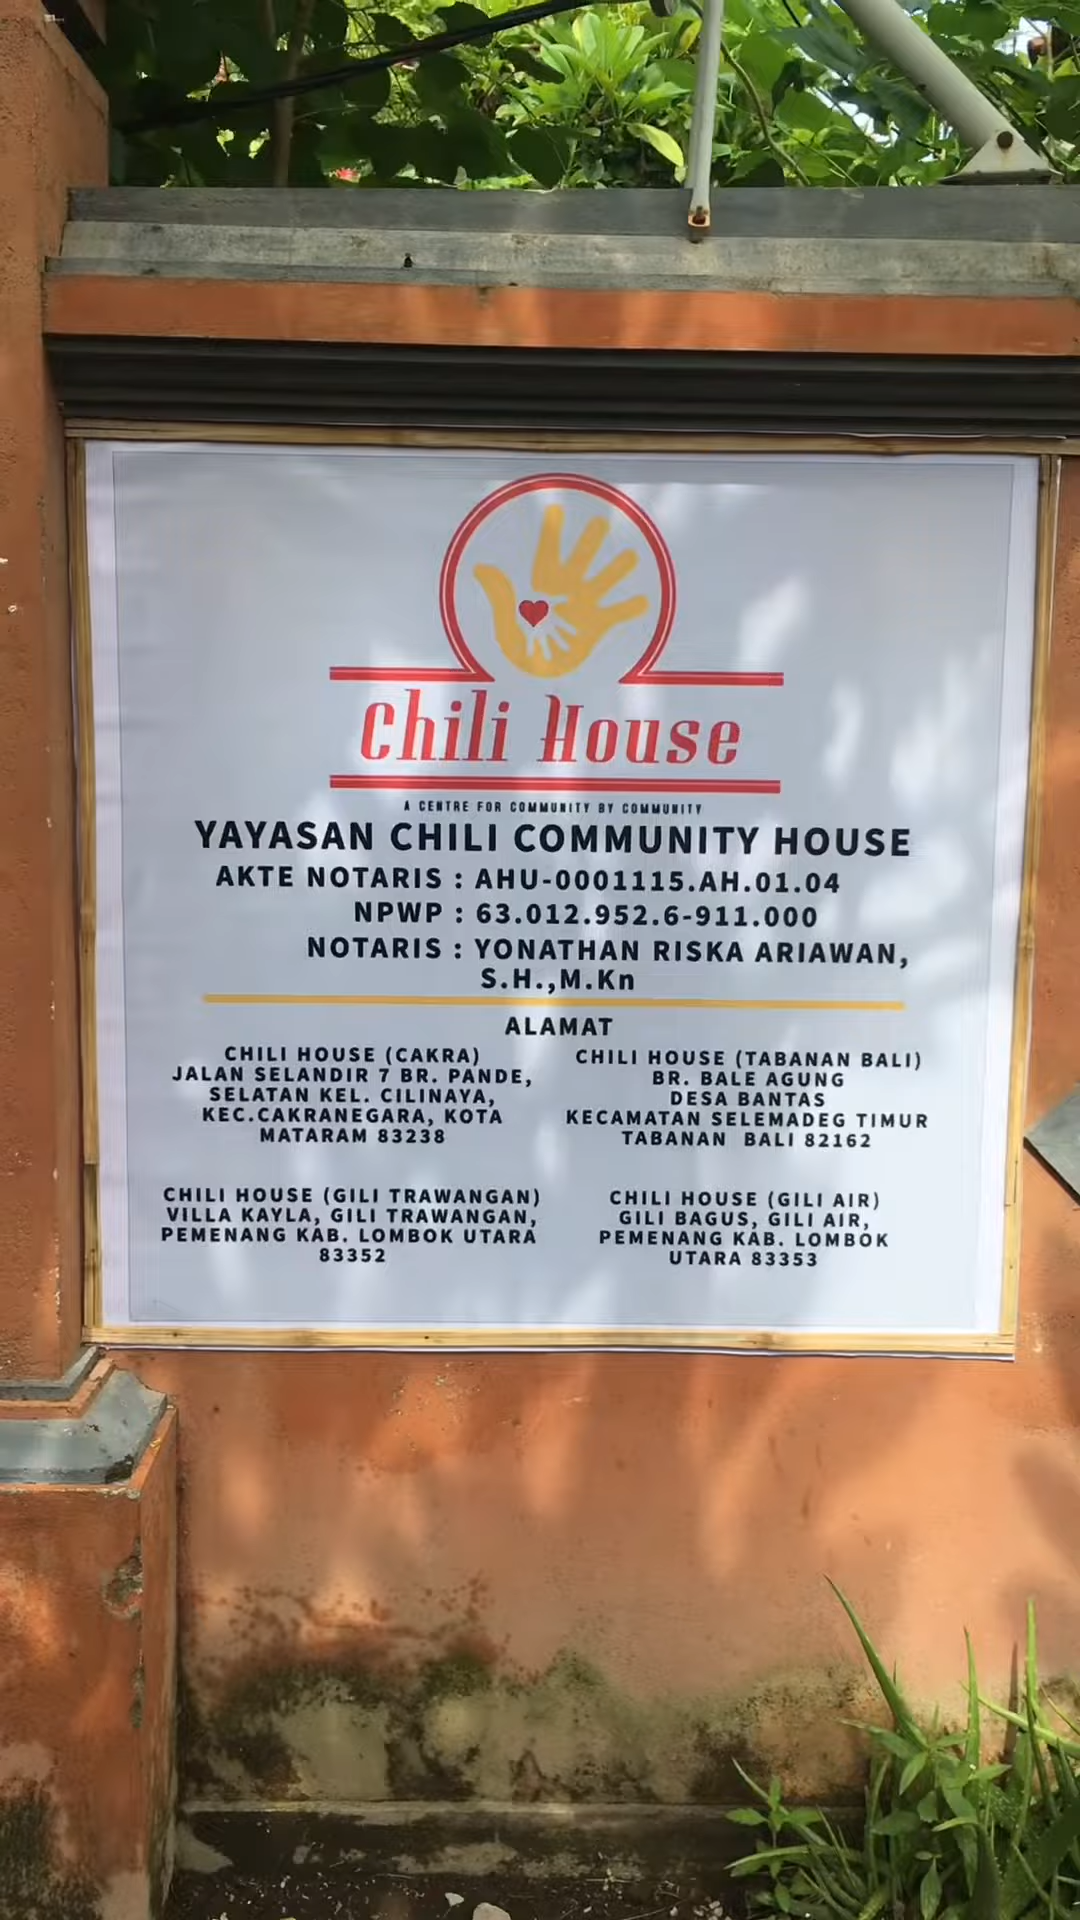 Chili House
A CENTRE FOR COMMUNITY BY COMMUNITY
YAYASAN CHILI COMMUNITY HOUSE
AKTE NOTARIS : AHU-0001115.AH.01.04
NPWP : 63.012.952.6-911.000
NOTARIS : YONATHAN RISKA ARIAWAN,
S.H.,M.Kn
ALAMAT
CHILI HOUSE (CAKRA)
JALAN SELANDIR 7 BR. PANDE,
SELATAN KEL. CILINAYA,
KEC.CAKRANEGARA, KOTA
MATARAM 83238
CHILI HOUSE (TABANAN BALI)
BR. BALE AGUNG
DESA BANTAS
KECAMATAN SELEMADEG TIMUR
TABANAN BALI 82162
CHILI HOUSE (GILI TRAWANGAN)
VILLA KAYLA, GILI TRAWANGAN,
PEMENANG KAB. LOMBOK UTARA
83352
CHILI HOUSE (GILI AIR)
GILI BAGUS, GILI AIR,
PEMENANG KAB. LOMBOK
UTARA 83353